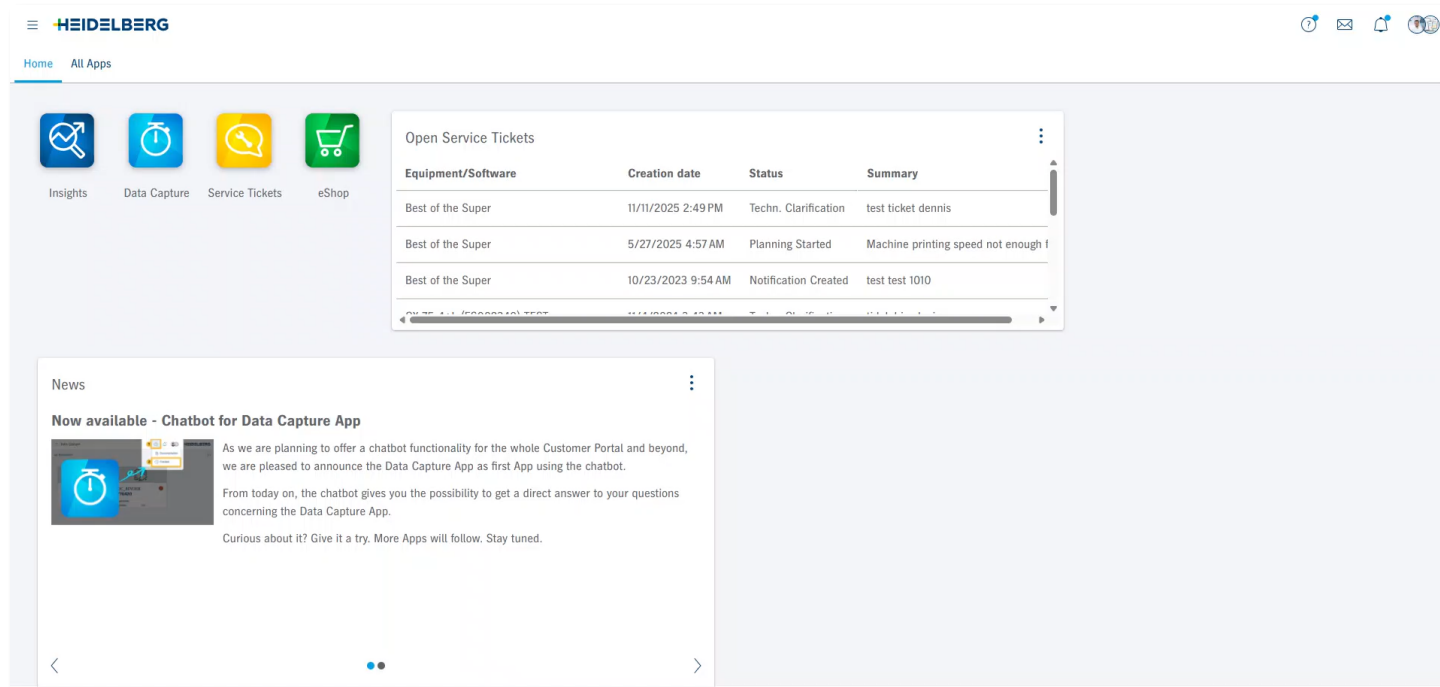 HEIDELBERG
Home All Apps
Insights Data Capture Service Tickets eShop
Open Service Tickets
Equipment/Software Creation date Status Summary
Best of the Super 11/11/2025 2:49 PM Techn. Clarification test ticket dennis
Best of the Super 5/27/2025 4:57 AM Planning Started Machine printing speed not enough f
Best of the Super 10/23/2023 9:54 AM Notification Created test test 1010
News
Now available - Chatbot for Data Capture App
As we are planning to offer a chatbot functionality for the whole Customer Portal and beyond,
we are pleased to announce the Data Capture App as first App using the chatbot.
From today on, the chatbot gives you the possibility to get a direct answer to your questions
concerning the Data Capture App.
Curious about it? Give it a try. More Apps will follow. Stay tuned.